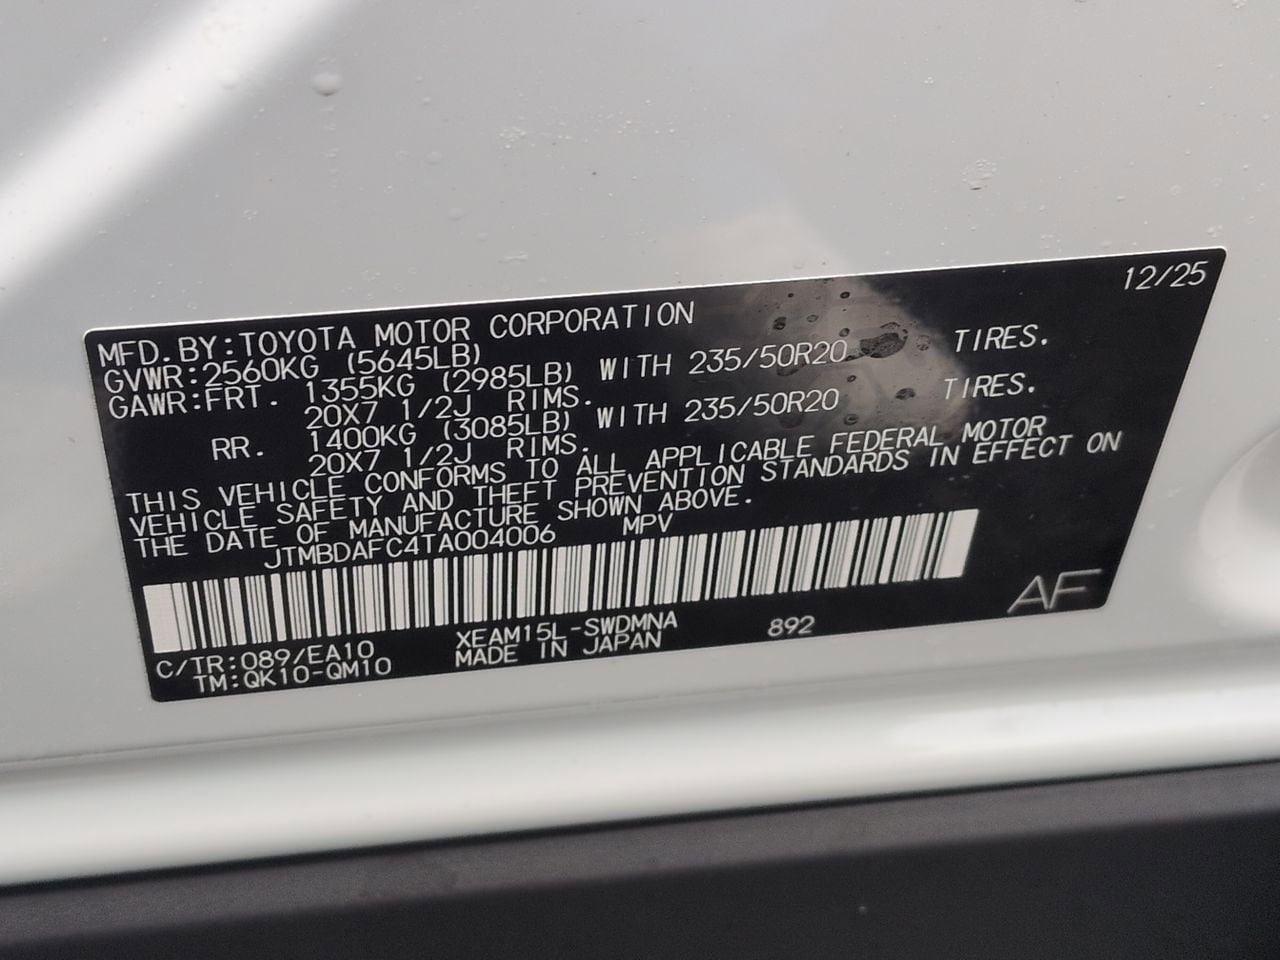 12/25
MFD.BY:TOYOTA MOTOR CORPORATION
GVWR:2560KG (5645LB)
GAWR:FRT. 1355KG (2985LB) WITH 235/50R20 TIRES.
20X7 1/2J RIMS.
RR. 1400KG (3085LB) WITH 235/50R20 TIRES.
20X7 1/2J RIMS.
THIS VEHICLE CONFORMS TO ALL APPLICABLE FEDERAL MOTOR
VEHICLE SAFETY AND THEFT PREVENTION STANDARDS IN EFFECT ON
THE DATE OF MANUFACTURE SHOWN ABOVE.
JTMBDAFC4TA004006 MPV
C/TR:089/EA10 XEAM15L-SWDMNA 892 AF
TM:QK10-QM10 MADE IN JAPAN